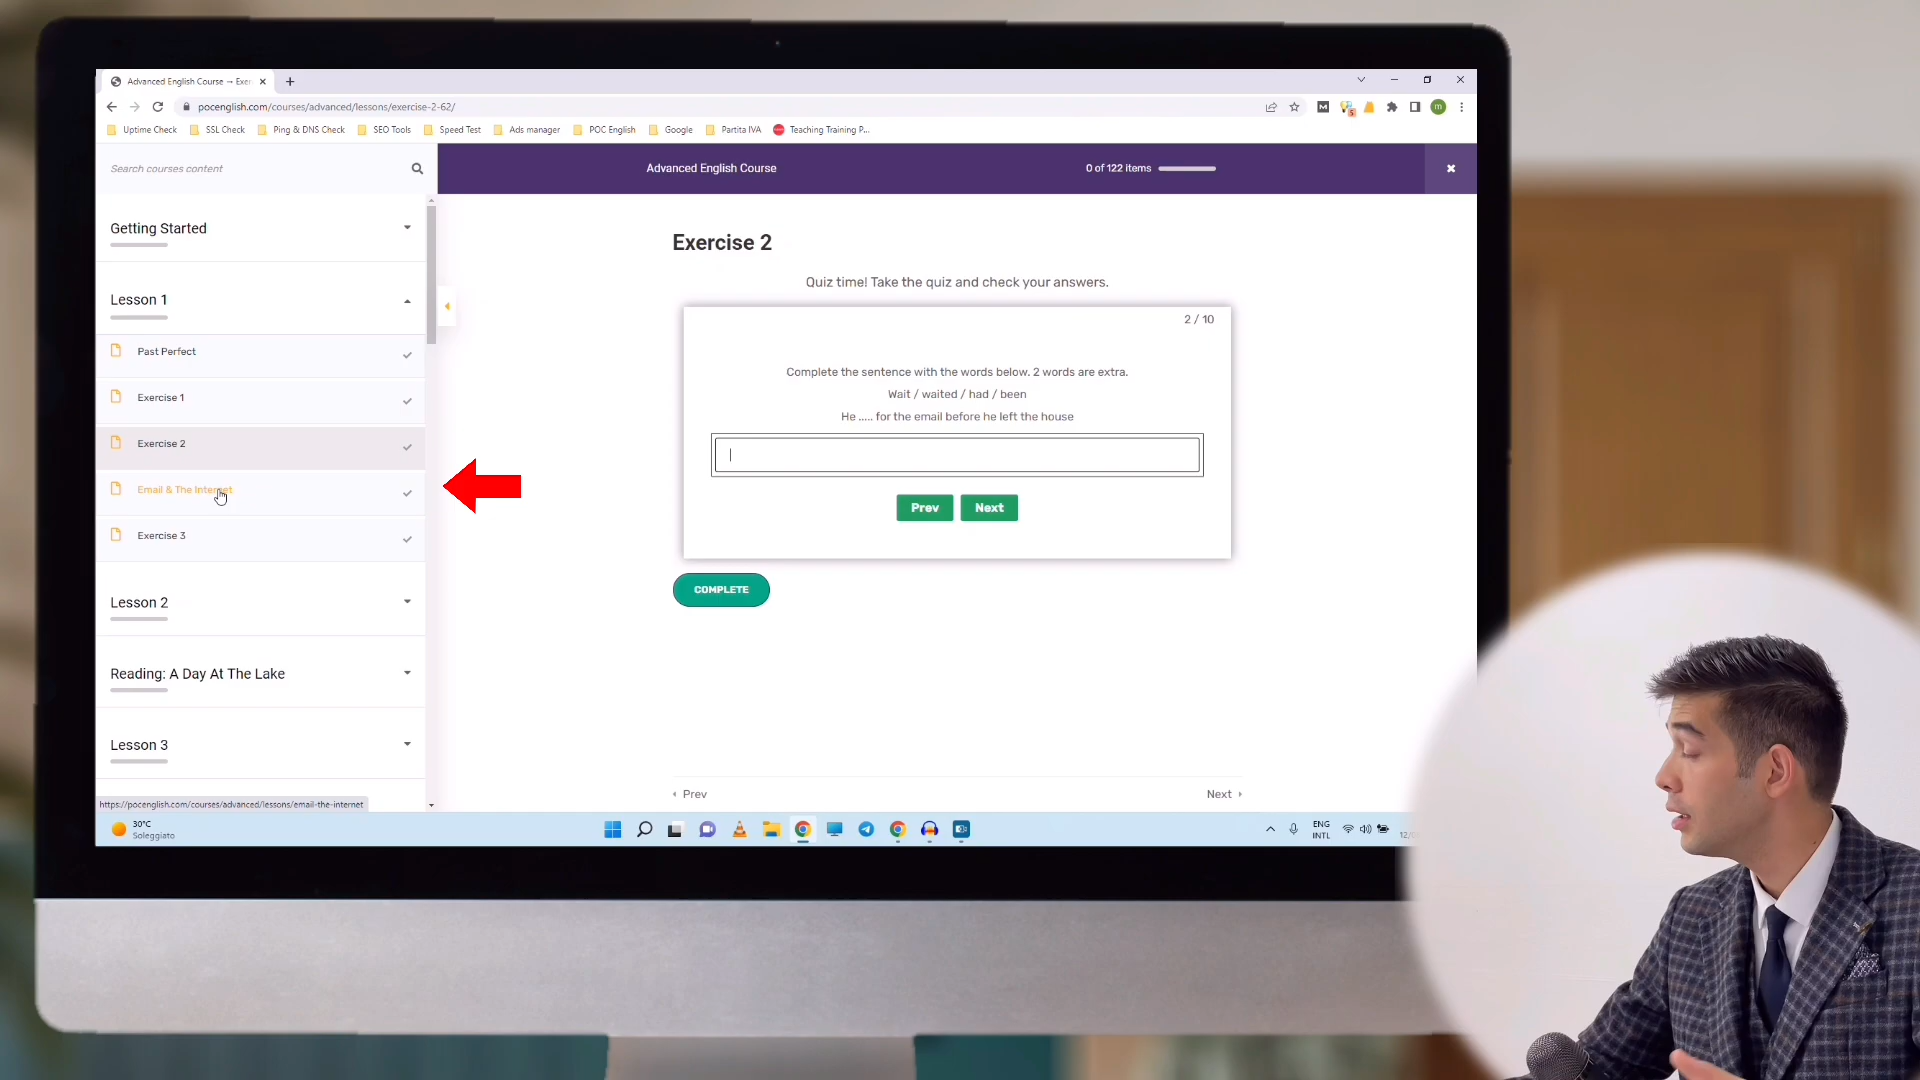 Advanced English Course — Exer
pocenglish.com/courses/advanced/lessons/exercise-2-62/
M
5
m
Uptime Check
SSL Check
Ping & DNS Check
SEO Tools
Speed Test
Ads manager
POC English
Google
Partita IVA
Teaching Training P...
Search courses content
Advanced English Course
0 of 122 items
Getting Started
Lesson 1
Past Perfect
Exercise 1
Exercise 2
Email & The Internet
Exercise 3
Lesson 2
Reading: A Day At The Lake
Lesson 3
https://pocenglish.com/courses/advanced/lessons/email-the-internet
Exercise 2
Quiz time! Take the quiz and check your answers.
2 / 10
Complete the sentence with the words below. 2 words are extra.
Wait / waited / had / been
He ..... for the email before he left the house
Prev
Next
COMPLETE
Prev
Next
30°C
Soleggiato
ENG
INTL